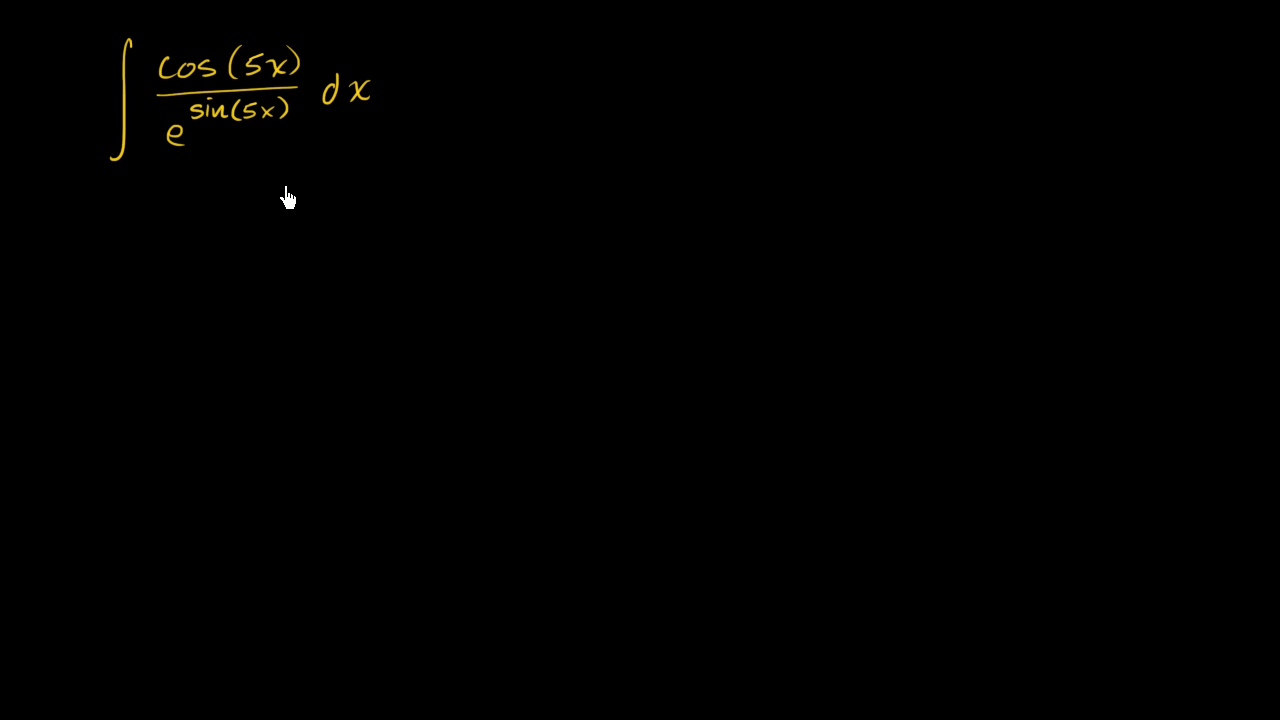 ∫ cos(5x) / e^sin(5x) dx